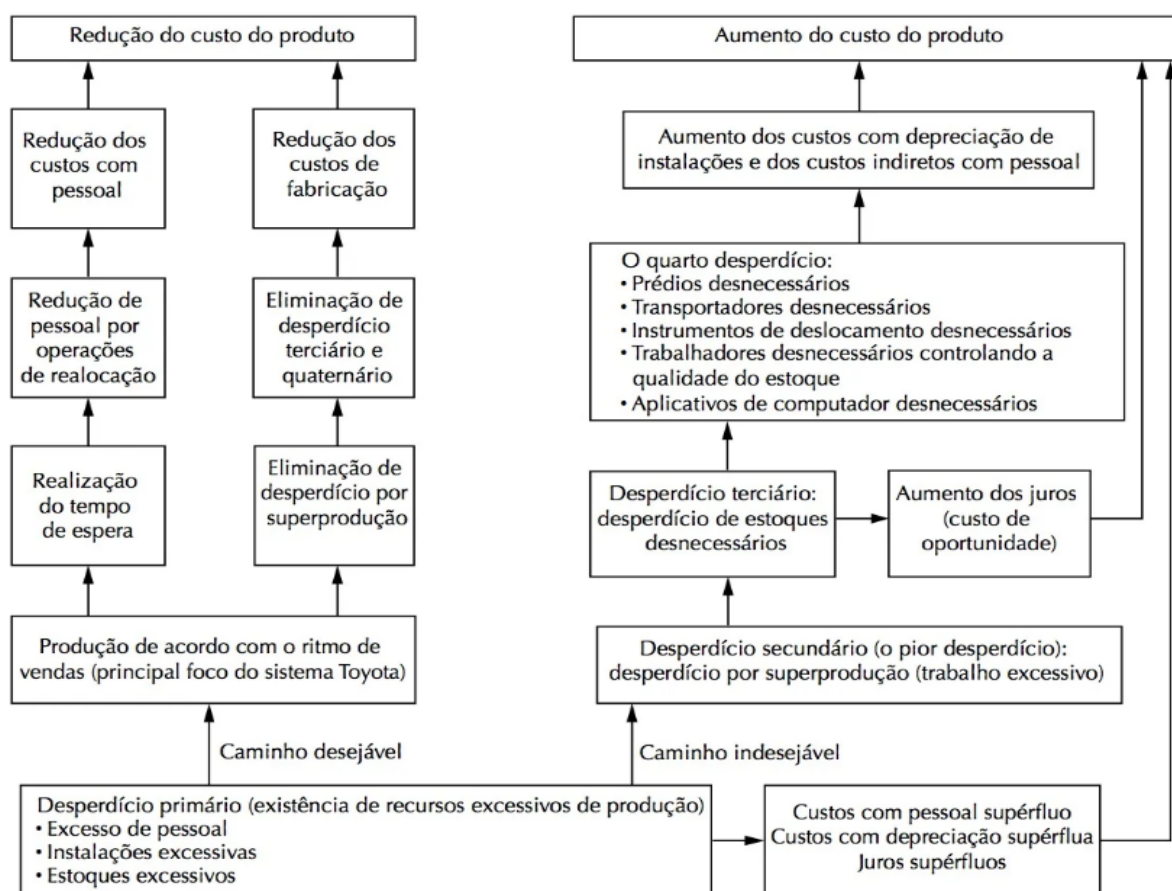 Redução do custo do produto
Aumento do custo do produto
Redução dos
custos com
pessoal
Redução dos
custos de
fabricação
Aumento dos custos com depreciação de
instalações e dos custos indiretos com pessoal
Redução de
pessoal por
operações
de realocação
Eliminação de
desperdício
terciário e
quaternário
O quarto desperdício:
• Prédios desnecessários
• Transportadores desnecessários
• Instrumentos de deslocamento desnecessários
• Trabalhadores desnecessários controlando a
qualidade do estoque
• Aplicativos de computador desnecessários
Realização
do tempo
de espera
Eliminação de
desperdício por
superprodução
Desperdício terciário:
desperdício de estoques
desnecessários
Aumento dos juros
(custo de
oportunidade)
Produção de acordo com o ritmo de
vendas (principal foco do sistema Toyota)
Desperdício secundário (o pior desperdício):
desperdício por superprodução (trabalho excessivo)
Caminho desejável
Caminho indesejável
Desperdício primário (existência de recursos excessivos de produção)
• Excesso de pessoal
• Instalações excessivas
• Estoques excessivos
Custos com pessoal supérfluo
Custos com depreciação supérflua
Juros supérfluos